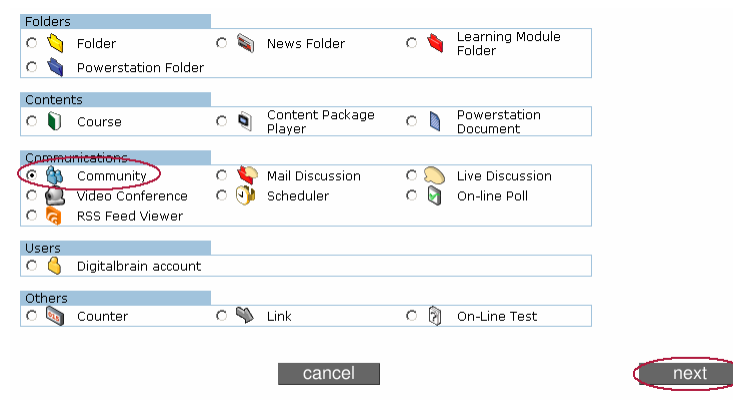 Folders
Folder News Folder Learning Module
Folder
Powerstation Folder
Contents
Course Content Package Powerstation
Player Document
Communications
Community Mail Discussion Live Discussion
Video Conference Scheduler On-line Poll
RSS Feed Viewer
Users
Digitalbrain account
Others
Counter Link On-Line Test
cancel next